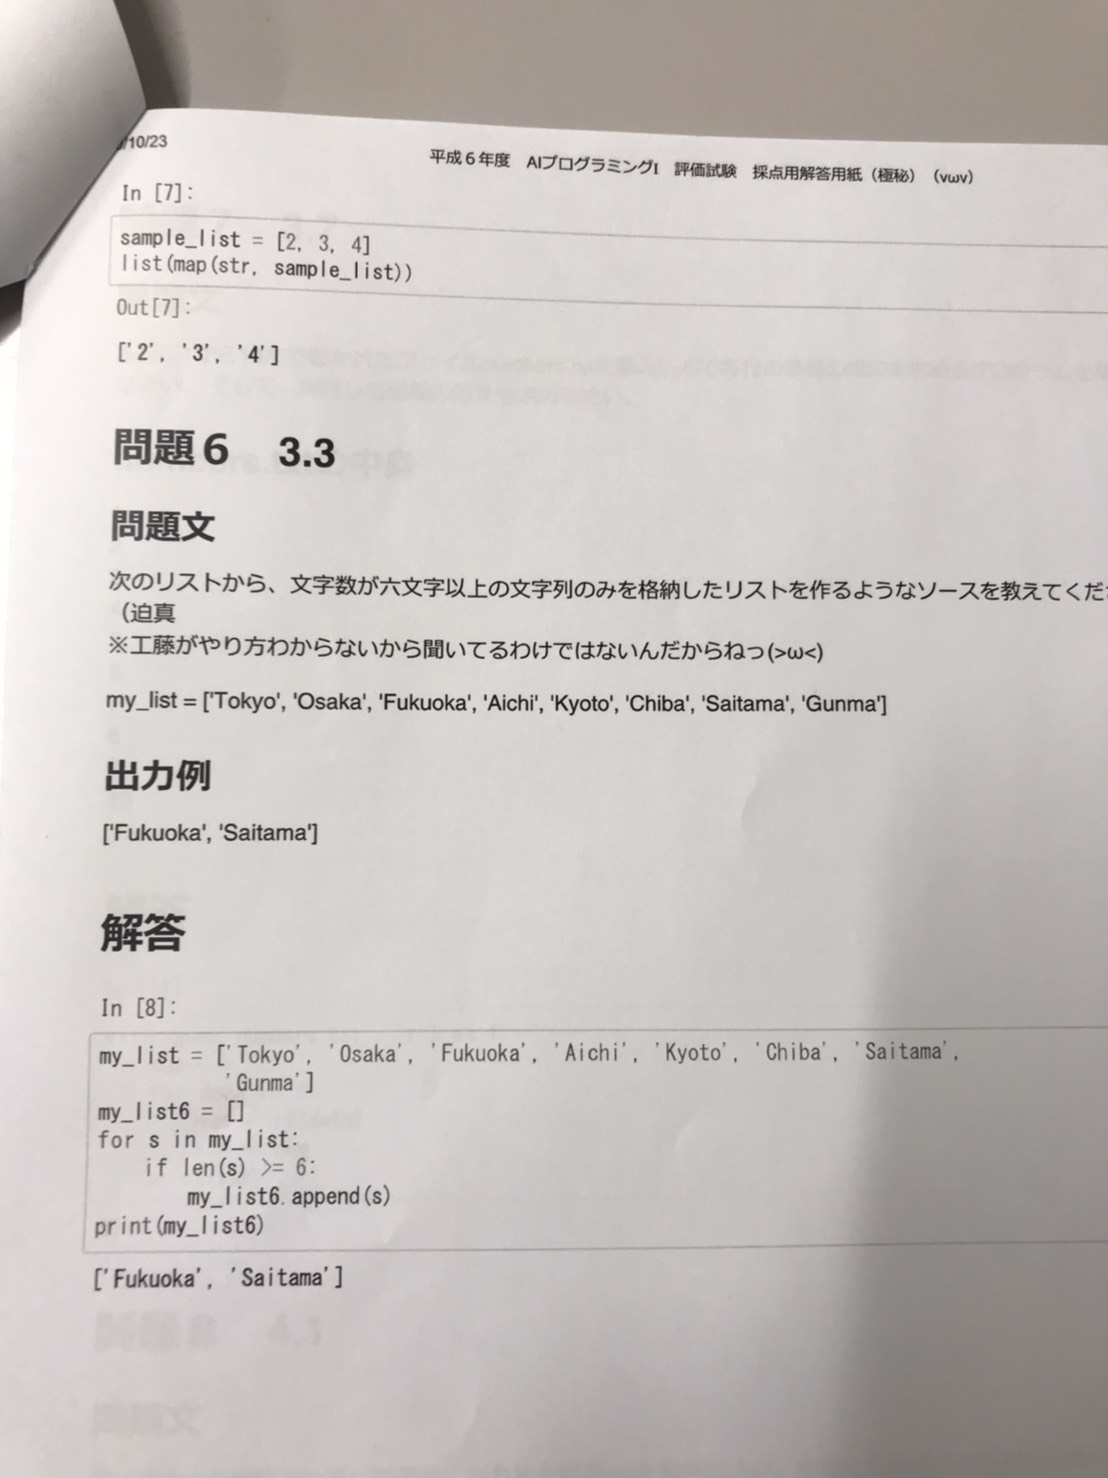 /10/23
平成６年度　AIプログラミングI　評価試験　採点用解答用紙（極秘）（vωv）
In [7]:
sample_list = [2, 3, 4]
list(map(str, sample_list))
Out[7]:
['2', '3', '4']
問題６　3.3
問題文
次のリストから、文字数が六文字以上の文字列のみを格納したリストを作るようなソースを教えてくだ
（迫真
※工藤がやり方わからないから聞いてるわけではないんだからねっ(>ω<)
my_list = ['Tokyo', 'Osaka', 'Fukuoka', 'Aichi', 'Kyoto', 'Chiba', 'Saitama', 'Gunma']
出力例
['Fukuoka', 'Saitama']
解答
In [8]:
my_list = ['Tokyo', 'Osaka', 'Fukuoka', 'Aichi', 'Kyoto', 'Chiba', 'Saitama',
'Gunma']
my_list6 = []
for s in my_list:
if len(s) >= 6:
my_list6.append(s)
print(my_list6)
['Fukuoka', 'Saitama']